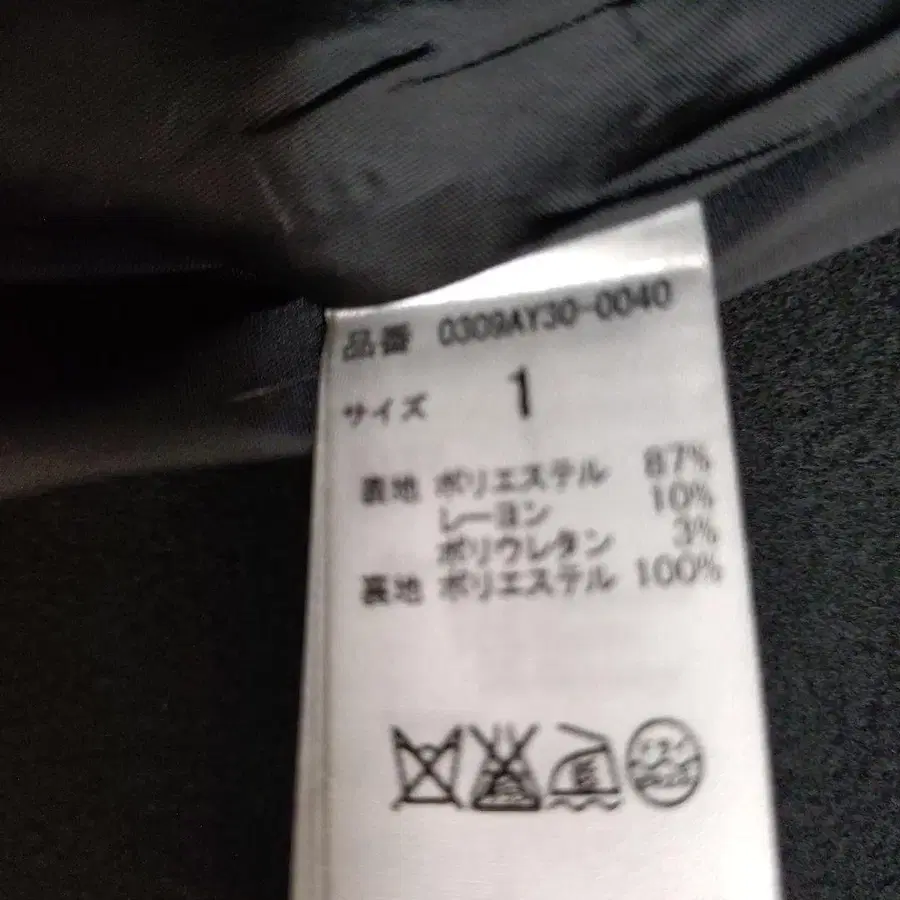 品番 0309AY30-0040
サイズ 1
表地 ポリエステル 87%
レーヨン 10%
ポリウレタン 3%
裏地 ポリエステル 100%